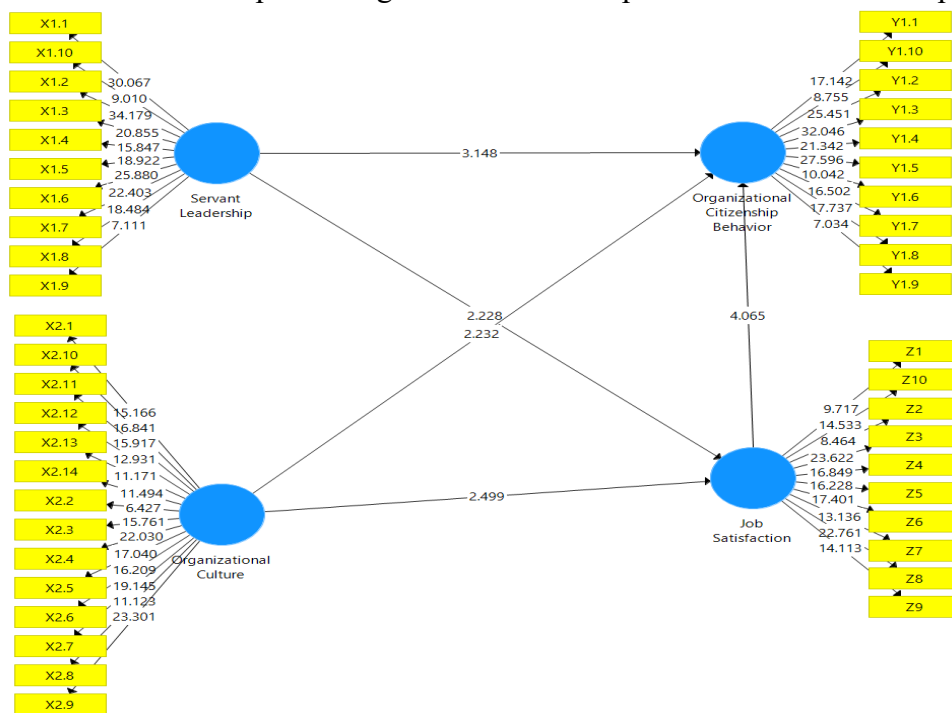 X1.1
X1.10
X1.2
X1.3
X1.4
X1.5
X1.6
X1.7
X1.8
X1.9
30.067
9.010
34.179
20.855
15.847
18.922
25.880
22.403
18.484
7.111
Servant
Leadership
3.148
Y1.1
Y1.10
Y1.2
Y1.3
Y1.4
Y1.5
Y1.6
Y1.7
Y1.8
Y1.9
17.142
8.755
25.451
32.046
21.342
27.596
10.042
16.502
17.737
7.034
Organizational
Citizenship
Behavior
2.228
2.232
4.065
X2.1
X2.10
X2.11
X2.12
X2.13
X2.14
X2.2
X2.3
X2.4
X2.5
X2.6
X2.7
X2.8
X2.9
15.166
16.841
15.917
12.931
11.171
11.494
6.427
15.761
22.030
17.040
16.209
19.145
11.123
23.301
Organizational
Culture
2.499
Z1
Z10
Z2
Z3
Z4
Z5
Z6
Z7
Z8
Z9
9.717
14.533
8.464
23.622
16.849
16.228
17.401
13.136
22.761
14.113
Job
Satisfaction